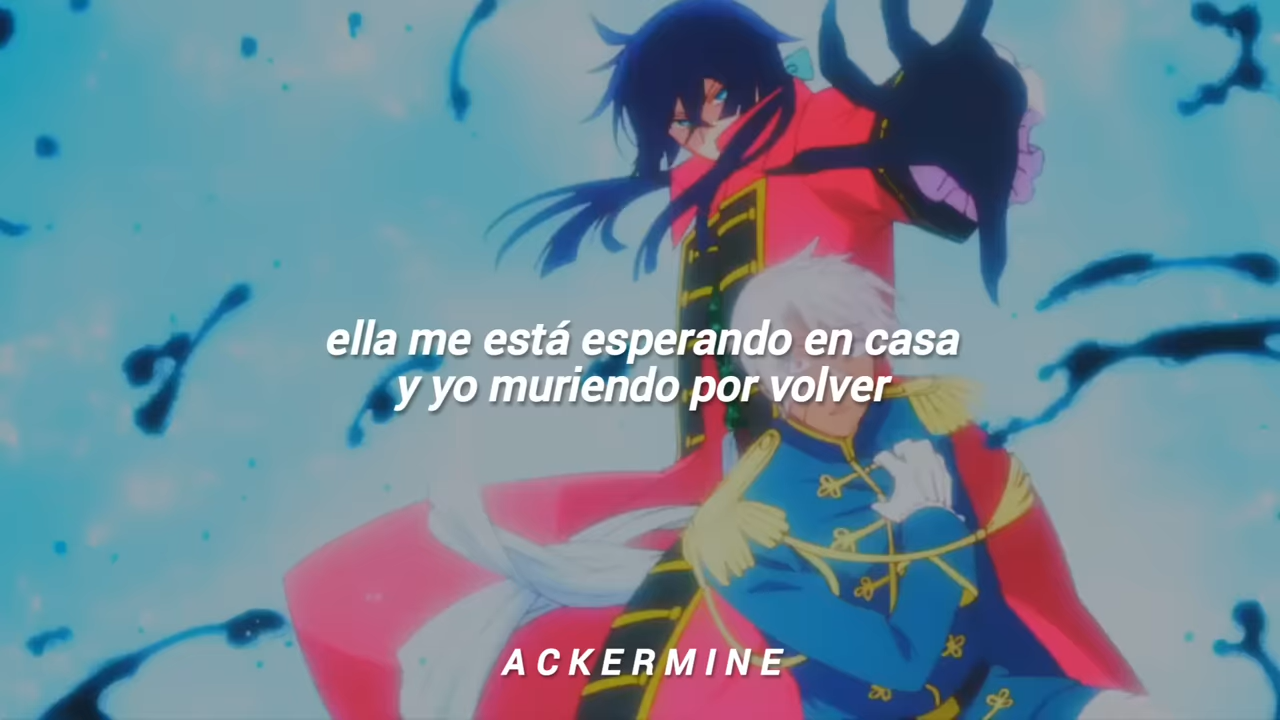 ella me está esperando en casa
y yo muriendo por volver
ACKERMINE